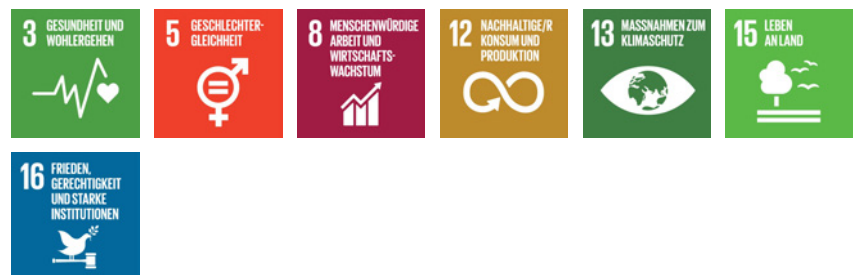 3 GESUNDHEIT UND
WOHLERGEHEN
5 GESCHLECHTER-
GLEICHHEIT
8 MENSCHENWÜRDIGE
ARBEIT UND
WIRTSCHAFTS-
WACHSTUM
12 NACHHALTIGE/R
KONSUM UND
PRODUKTION
13 MASSNAHMEN ZUM
KLIMASCHUTZ
15 LEBEN
AN LAND
16 FRIEDEN,
GERECHTIGKEIT
UND STARKE
INSTITUTIONEN